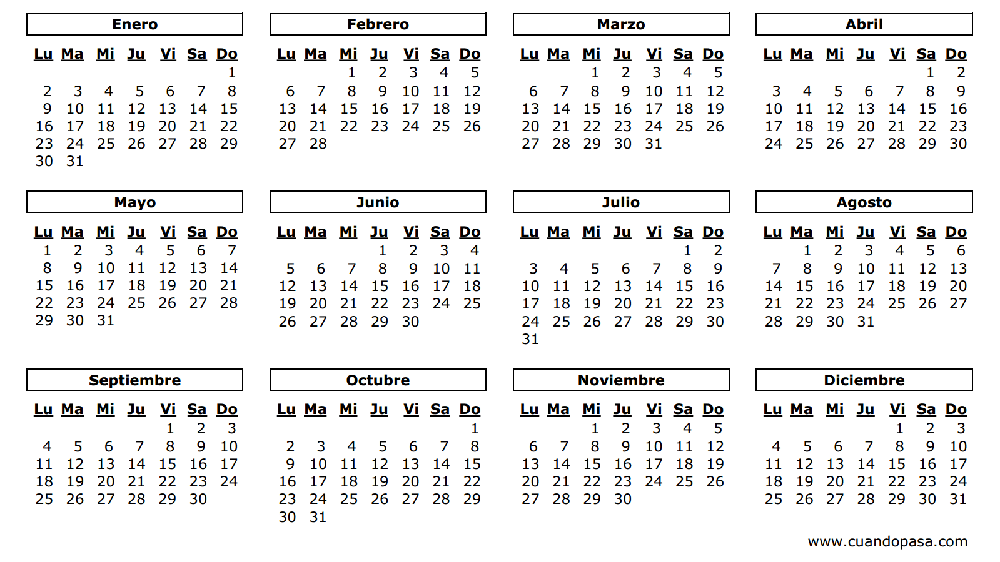 Enero Febrero Marzo Abril
Lu Ma Mi Ju Vi Sa Do Lu Ma Mi Ju Vi Sa Do Lu Ma Mi Ju Vi Sa Do Lu Ma Mi Ju Vi Sa Do
1 1 2 3 4 5 1 2 3 4 5 1 2
2 3 4 5 6 7 8 6 7 8 9 10 11 12 6 7 8 9 10 11 12 3 4 5 6 7 8 9
9 10 11 12 13 14 15 13 14 15 16 17 18 19 13 14 15 16 17 18 19 10 11 12 13 14 15 16
16 17 18 19 20 21 22 20 21 22 23 24 25 26 20 21 22 23 24 25 26 17 18 19 20 21 22 23
23 24 25 26 27 28 29 27 28 27 28 29 30 31 24 25 26 27 28 29 30
30 31
Mayo Junio Julio Agosto
Lu Ma Mi Ju Vi Sa Do Lu Ma Mi Ju Vi Sa Do Lu Ma Mi Ju Vi Sa Do Lu Ma Mi Ju Vi Sa Do
1 2 3 4 5 6 7 1 2 3 4 1 2 1 2 3 4 5 6
8 9 10 11 12 13 14 5 6 7 8 9 10 11 3 4 5 6 7 8 9 7 8 9 10 11 12 13
15 16 17 18 19 20 21 12 13 14 15 16 17 18 10 11 12 13 14 15 16 14 15 16 17 18 19 20
22 23 24 25 26 27 28 19 20 21 22 23 24 25 17 18 19 20 21 22 23 21 22 23 24 25 26 27
29 30 31 26 27 28 29 30 24 25 26 27 28 29 30 28 29 30 31
31
Septiembre Octubre Noviembre Diciembre
Lu Ma Mi Ju Vi Sa Do Lu Ma Mi Ju Vi Sa Do Lu Ma Mi Ju Vi Sa Do Lu Ma Mi Ju Vi Sa Do
1 2 3 1 1 2 3 4 5 1 2 3
4 5 6 7 8 9 10 2 3 4 5 6 7 8 6 7 8 9 10 11 12 4 5 6 7 8 9 10
11 12 13 14 15 16 17 9 10 11 12 13 14 15 13 14 15 16 17 18 19 11 12 13 14 15 16 17
18 19 20 21 22 23 24 16 17 18 19 20 21 22 20 21 22 23 24 25 26 18 19 20 21 22 23 24
25 26 27 28 29 30 23 24 25 26 27 28 29 27 28 29 30 25 26 27 28 29 30 31
30 31
www.cuandopasa.com